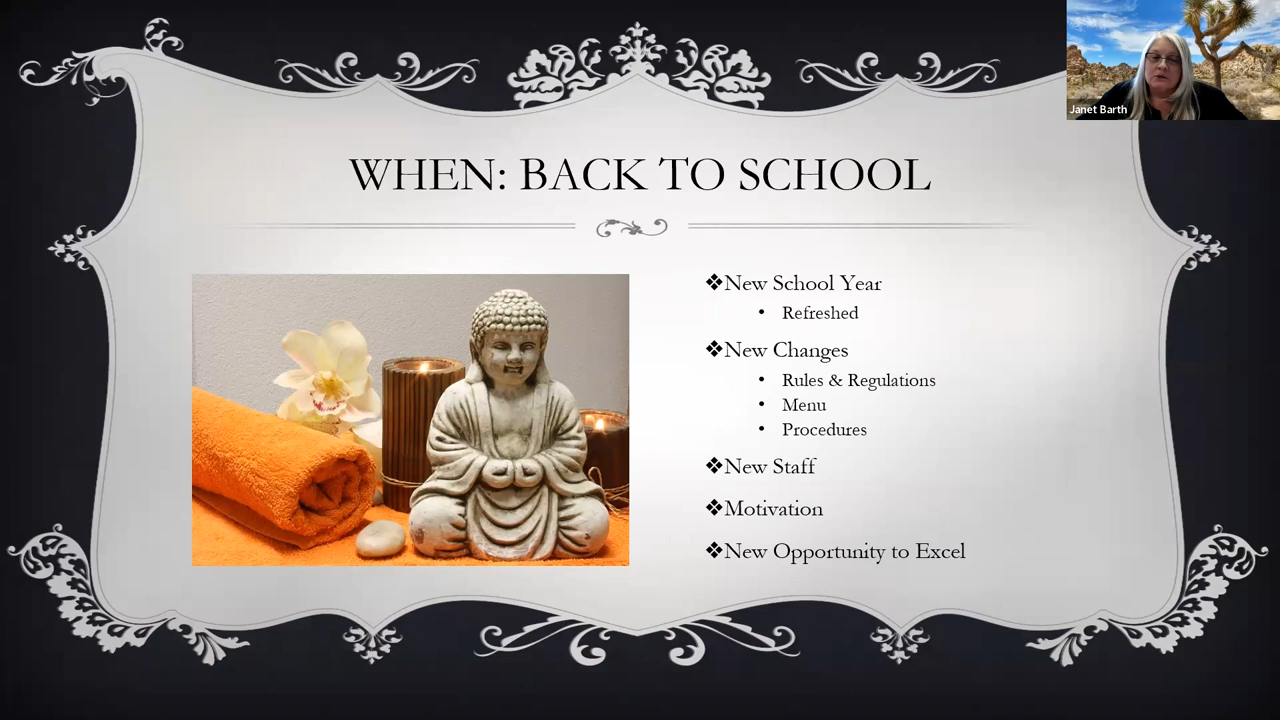 Janet Barth
WHEN: BACK TO SCHOOL
❖New School Year
• Refreshed
❖New Changes
• Rules & Regulations
• Menu
• Procedures
❖New Staff
❖Motivation
❖New Opportunity to Excel